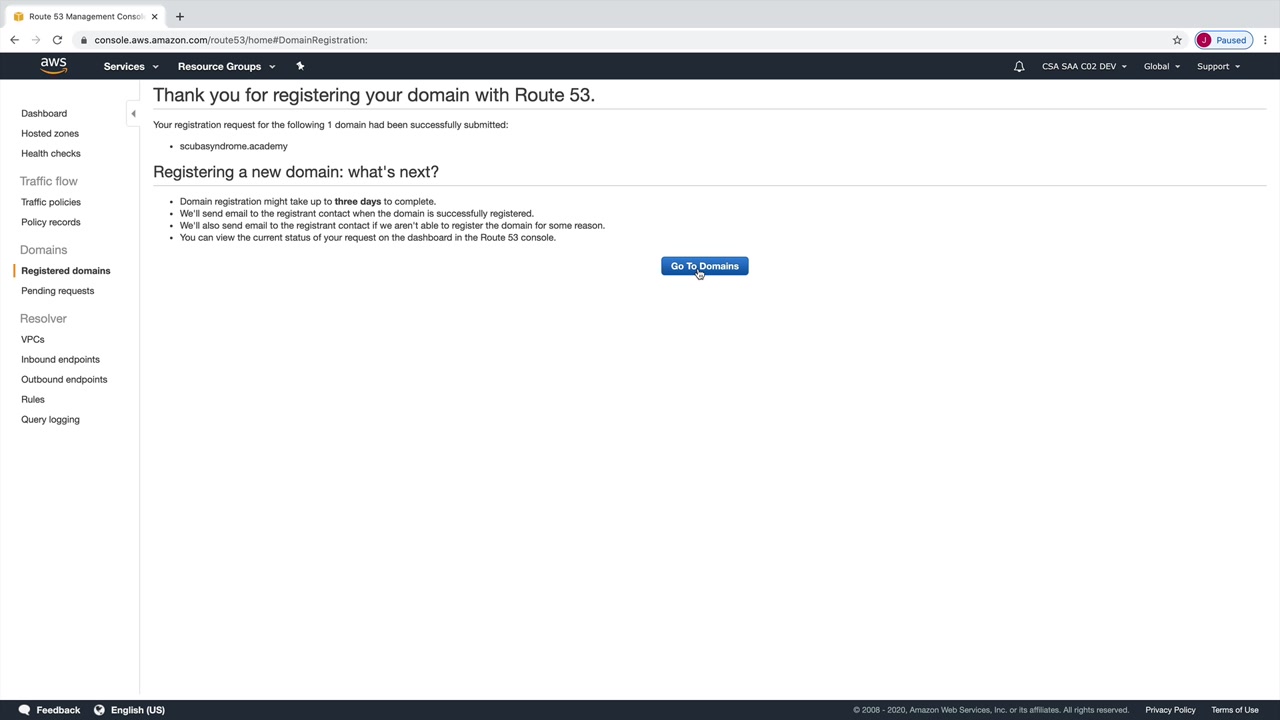 Route 53 Management Consol
console.aws.amazon.com/route53/home#DomainRegistration:
J Paused
aws
Services
Resource Groups
CSA SAA C02 DEV
Global
Support
Dashboard
Hosted zones
Health checks
Traffic flow
Traffic policies
Policy records
Domains
Registered domains
Pending requests
Resolver
VPCs
Inbound endpoints
Outbound endpoints
Rules
Query logging
Thank you for registering your domain with Route 53.
Your registration request for the following 1 domain had been successfully submitted:
• scubasyndrome.academy
Registering a new domain: what's next?
• Domain registration might take up to three days to complete.
• We'll send email to the registrant contact when the domain is successfully registered.
• We'll also send email to the registrant contact if we aren't able to register the domain for some reason.
• You can view the current status of your request on the dashboard in the Route 53 console.
Go To Domains
Feedback
English (US)
© 2008 - 2020, Amazon Web Services, Inc. or its affiliates. All rights reserved.
Privacy Policy
Terms of Use